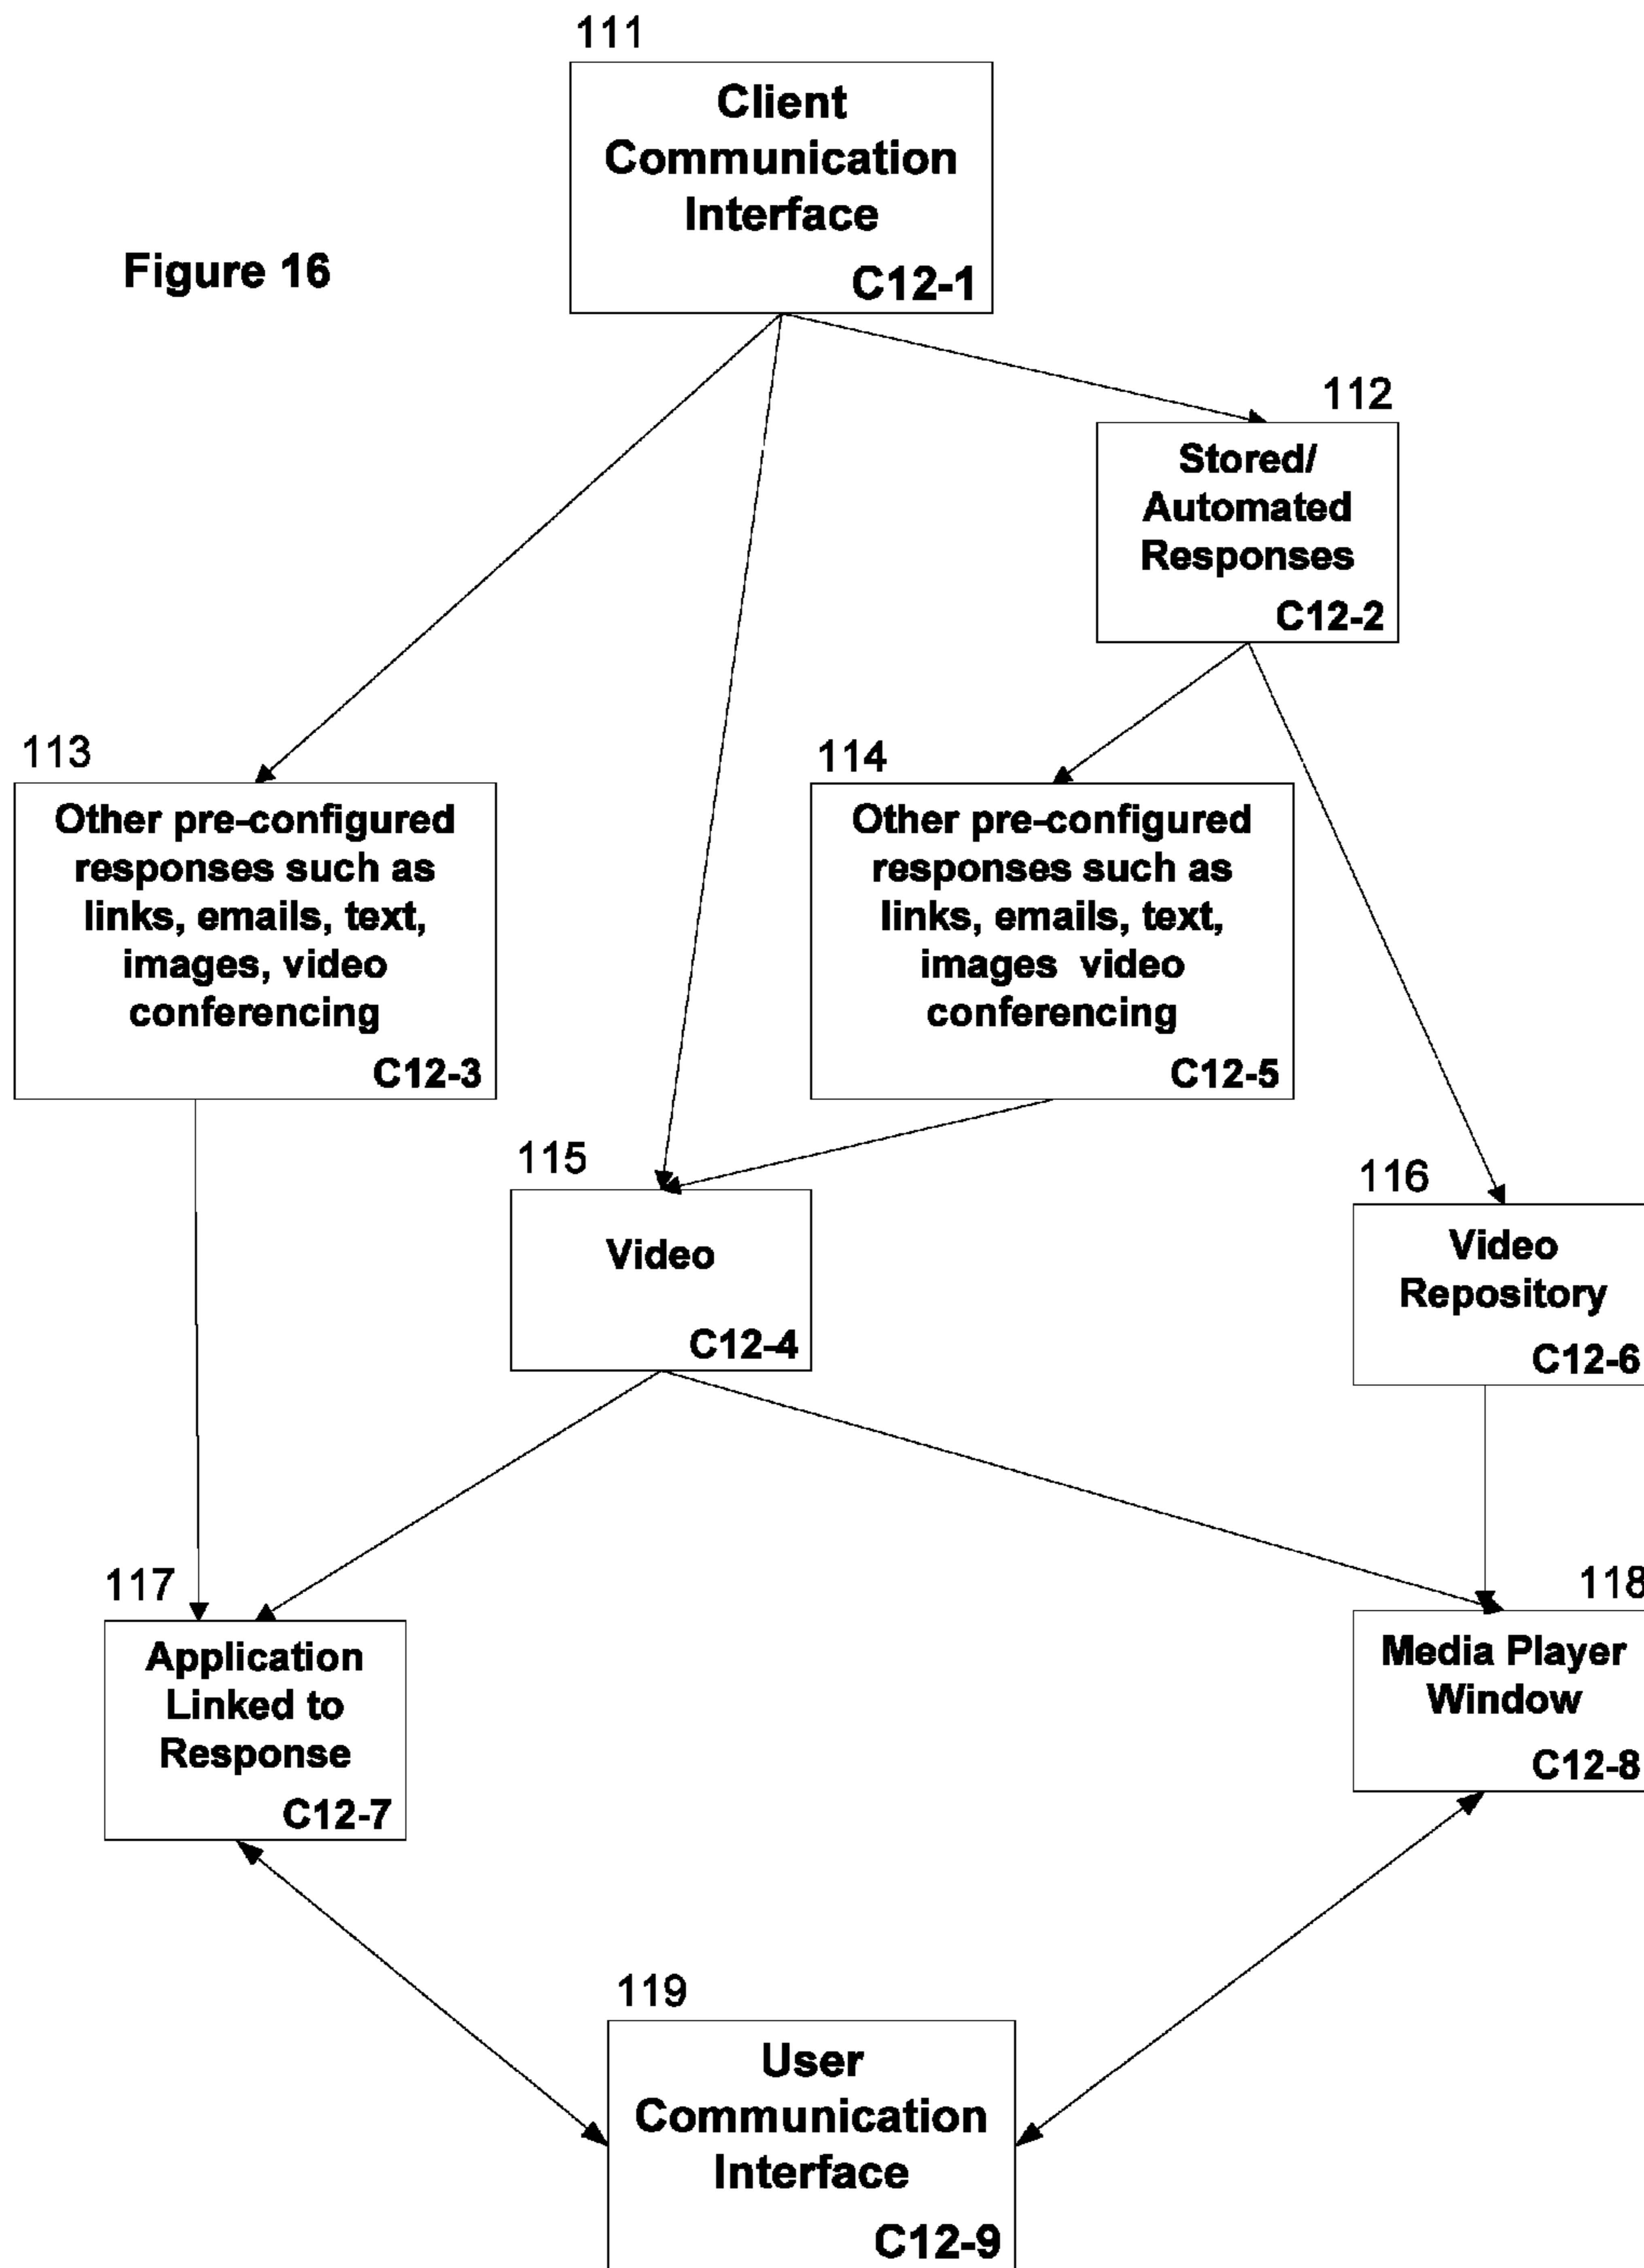 111
Client
Communication
Interface
C12-1
Figure 16
112
Stored/
Automated
Responses
C12-2
113
Other pre-configured
responses such as
links, emails, text,
images, video
conferencing
C12-3
114
Other pre-configured
responses such as
links, emails, text,
images video
conferencing
C12-5
115
Video
C12-4
116
Video
Repository
C12-6
117
Application
Linked to
Response
C12-7
118
Media Player
Window
C12-8
119
User
Communication
Interface
C12-9